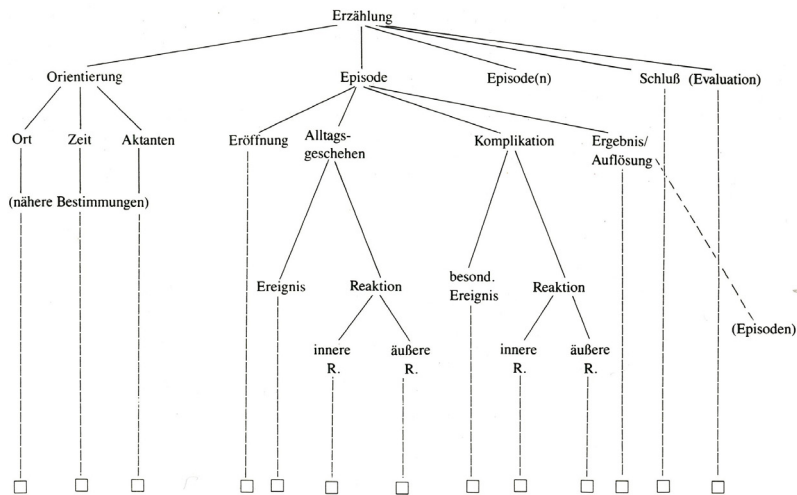 Erzählung
Orientierung Episode Episode(n) Schluß (Evaluation)
Ort Zeit Aktanten Eröffnung Alltags-
geschehen Komplikation Ergebnis/
Auflösung
(nähere Bestimmungen)
Ereignis Reaktion besond.
Ereignis Reaktion
(Episoden)
innere
R. äußere
R. innere
R. äußere
R.